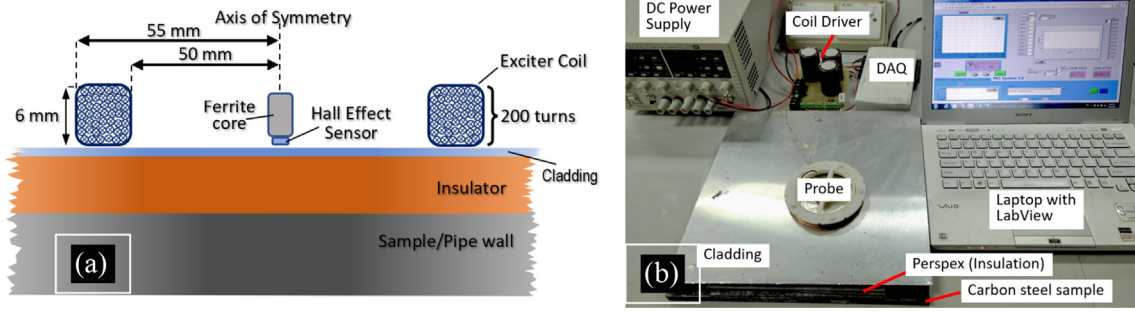 Axis of Symmetry
55 mm
50 mm
Exciter Coil
6 mm
Ferrite
core
Hall Effect
Sensor
200 turns
Cladding
Insulator
Sample/Pipe wall
(a)
DC Power
Supply
Coil Driver
DAQ
SONY
Probe
VAIO
Laptop with
LabView
Cladding
Perspex (Insulation)
Carbon steel sample
(b)